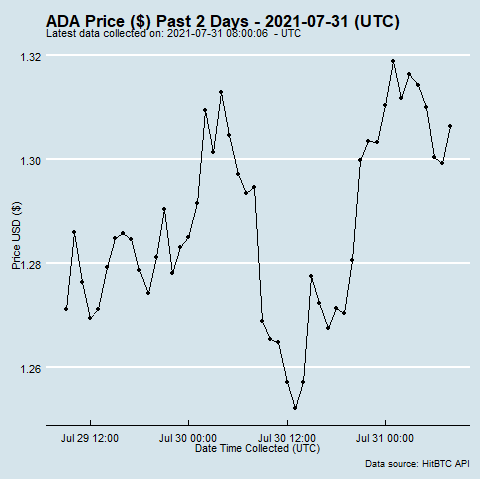 ADA Price ($) Past 2 Days - 2021-07-31 (UTC)
Latest data collected on: 2021-07-31 08:00:06  - UTC
1.32
1.30
1.28
1.26
Price USD ($)
Jul 29 12:00 Jul 30 00:00 Jul 30 12:00 Jul 31 00:00
Date Time Collected (UTC)
Data source: HitBTC API